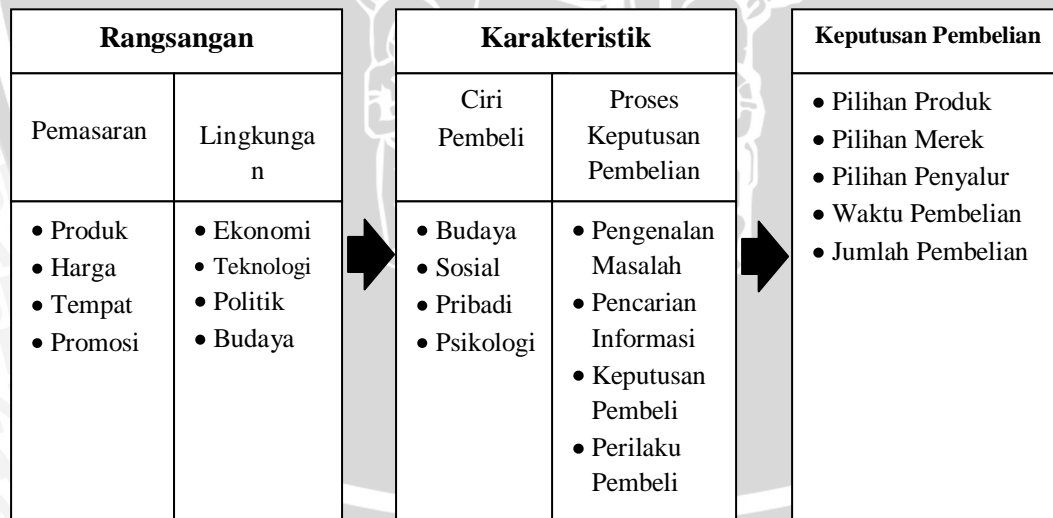 Rangsangan
Pemasaran
Lingkunga
n
• Produk
• Harga
• Tempat
• Promosi
• Ekonomi
• Teknologi
• Politik
• Budaya
Karakteristik
Ciri
Pembeli
Proses
Keputusan
Pembelian
• Budaya
• Sosial
• Pribadi
• Psikologi
• Pengenalan
Masalah
• Pencarian
Informasi
• Keputusan
Pembeli
• Perilaku
Pembeli
Keputusan Pembelian
• Pilihan Produk
• Pilihan Merek
• Pilihan Penyalur
• Waktu Pembelian
• Jumlah Pembelian